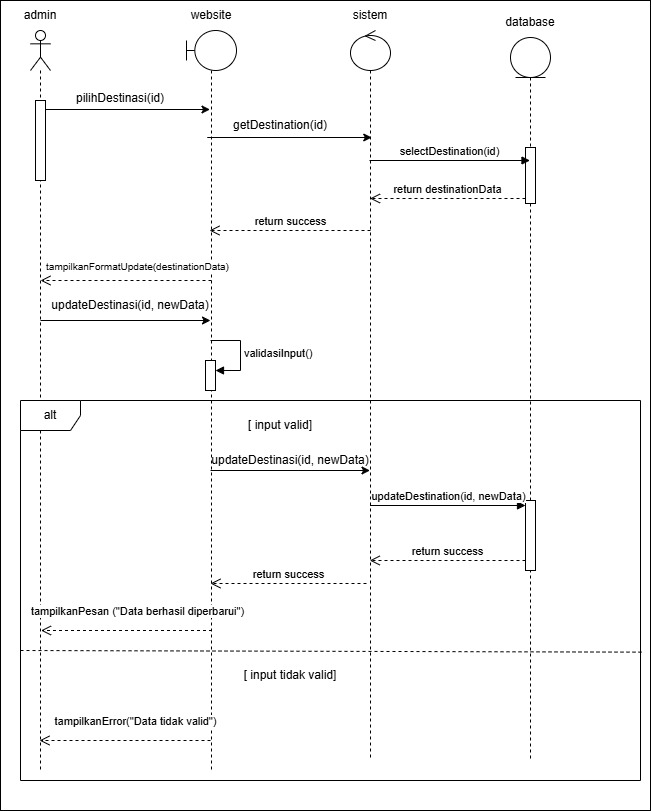 admin
website
sistem
database
pilihDestinasi(id)
getDestination(id)
selectDestination(id)
return destinationData
return success
tampilkanFormatUpdate(destinationData)
updateDestinasi(id, newData)
validasiInput()
alt
[ input valid]
updateDestinasi(id, newData)
updateDestination(id, newData)
return success
return success
tampilkanPesan ("Data berhasil diperbarui")
[ input tidak valid]
tampilkanError("Data tidak valid")